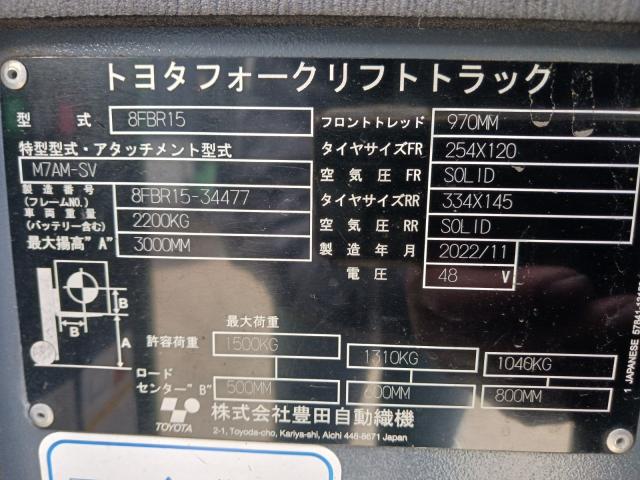 トヨタフォークリフトトラック
型 式 8FBR15
特型型式・アタッチメント型式
M7AM-SV
製造番号 (フレームNO.) 8FBR15-34477
車両重量 (バッテリー含む) 2200KG
最大揚高"A" 3000MM
フロントトレッド 970MM
タイヤサイズFR 254X120
空気圧FR SOLID
タイヤサイズRR 334X145
空気圧RR SOLID
製造年月 2022/11
電圧 48 V
B
B
A
最大荷重
許容荷重 1500KG 1310KG 1040KG
ロード
センター"B" 500MM 600MM 800MM
TOYOTA
株式会社豊田自動織機
2-1, Toyoda-cho, Kariya-shi, Aichi 448-8671 Japan
1 JAPANESE